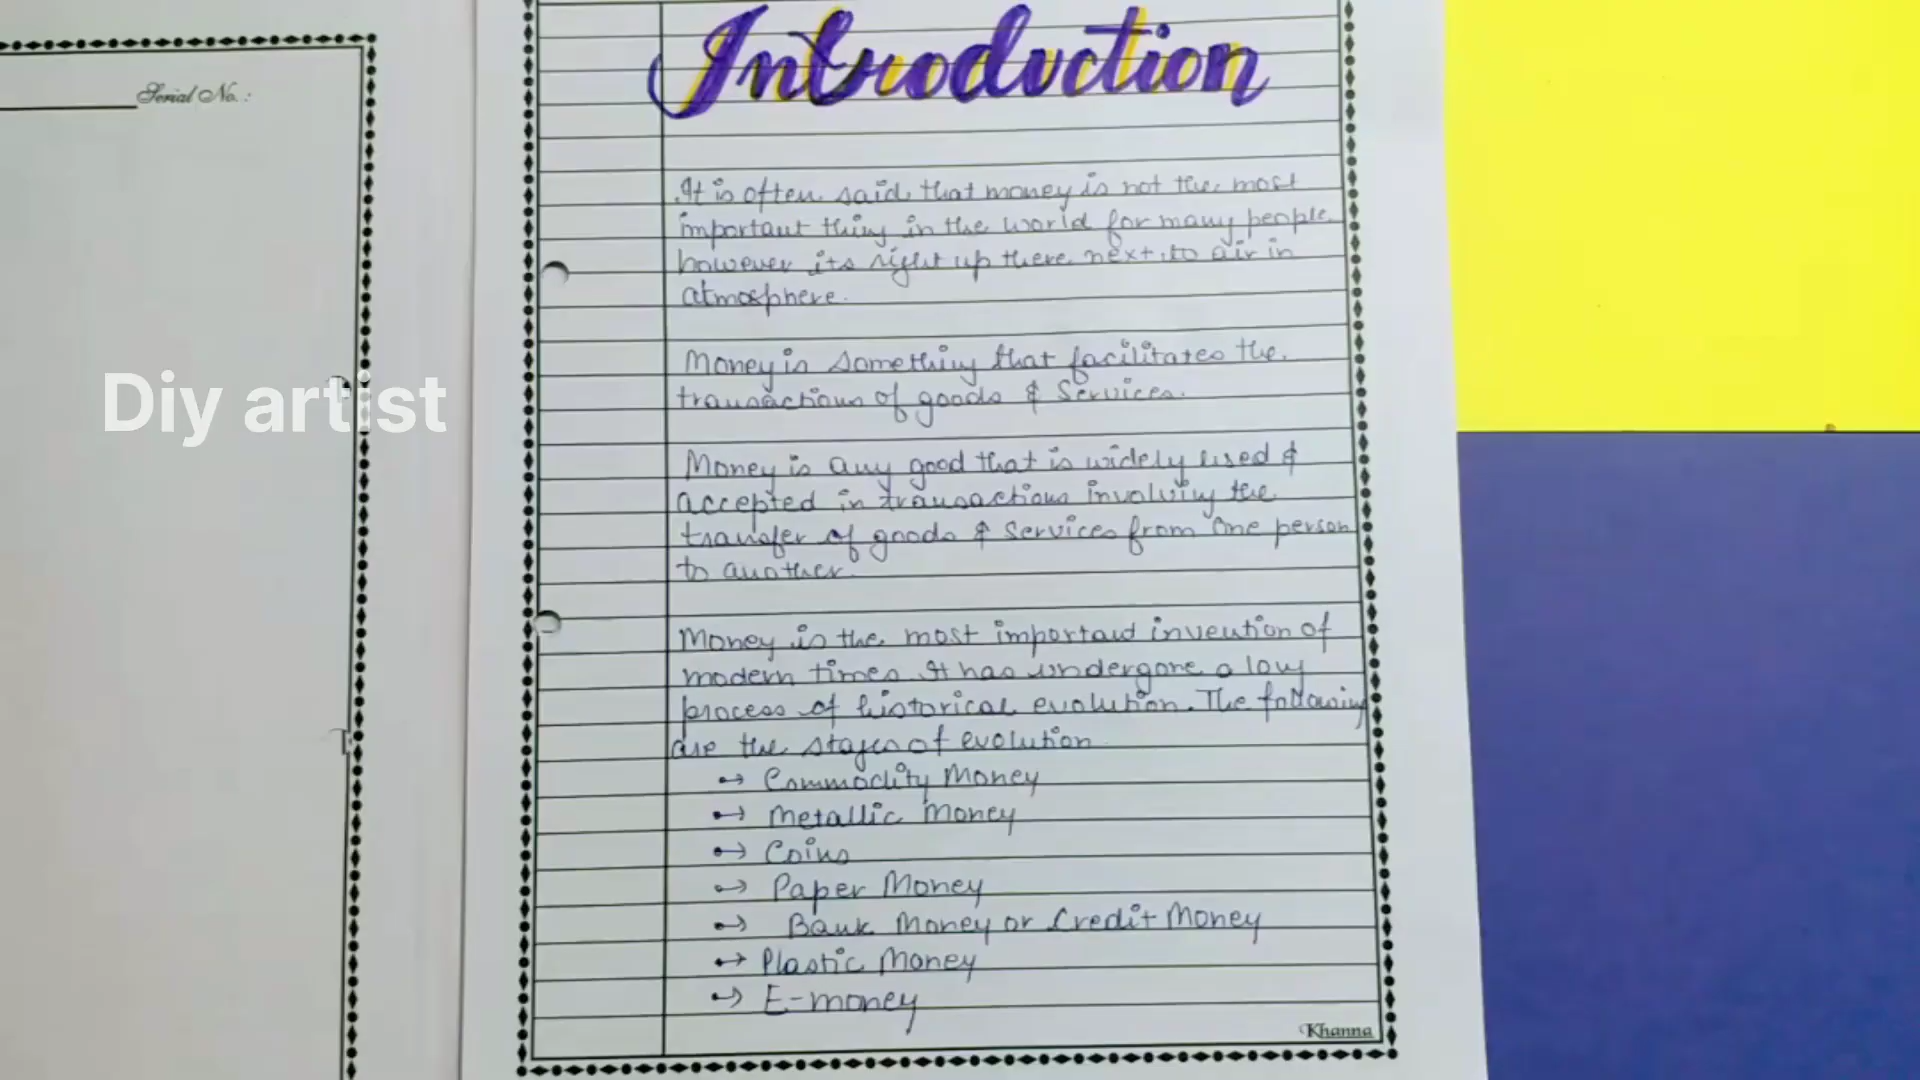 Serial No.:
Introduction
It is often said that money is not the most
important thing in the world for many people
however its right up there next to air in
atmosphere.
Money is something that facilitates the
transactions of goods & Services.
Money is any good that is widely used &
accepted in transactions involving the
transfer of goods & Services from one person
to another.
Money is the most important invention of
modern times. It has undergone a long
process of historical evolution. The following
are the stages of evolution
→ Commodity Money
→ Metallic Money
→ Coins
→ Paper Money
→ Bank Money or Credit Money
→ Plastic Money
→ E-money
Khanna
Diy artist